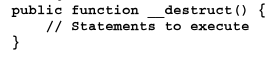 public function __destruct() {
    // Statements to execute
}